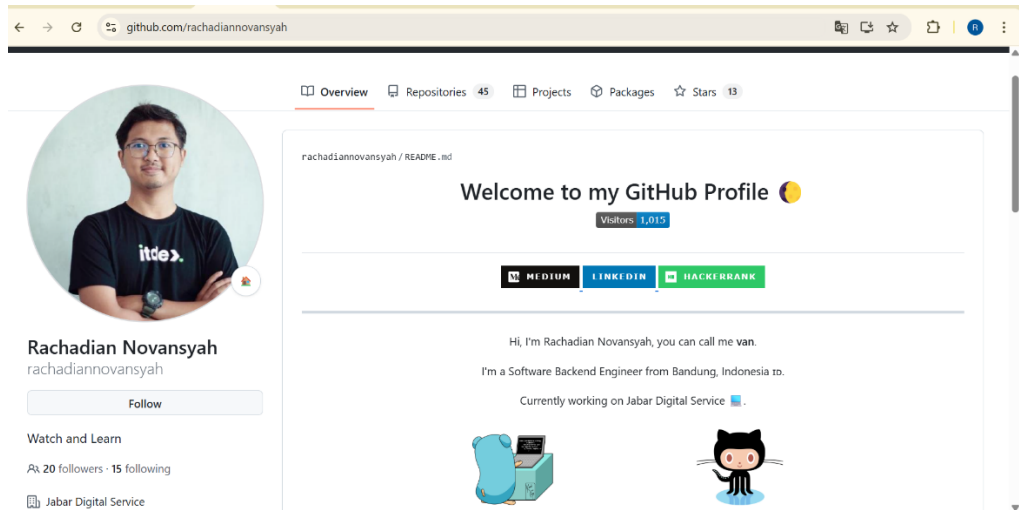 github.com/rachadiannovansyah
R
Overview Repositories 45 Projects Packages Stars 13
rachadiannovansyah/README.md
Welcome to my GitHub Profile
Visitors 1,015
MEDIUM LINKEDIN HACKERRANK
itdex.
Hi, I'm Rachadian Novansyah, you can call me van.
Rachadian Novansyah
rachadiannovansyah
I'm a Software Backend Engineer from Bandung, Indonesia ID.
Follow
Currently working on Jabar Digital Service
Watch and Learn
20 followers · 15 following
Jabar Digital Service